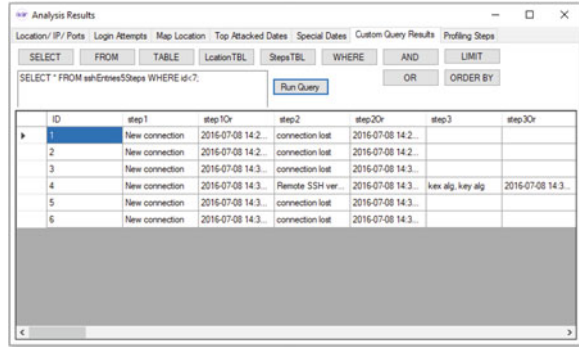 Analysis Results
Location/ IP/ Ports Login Attempts Map Location Top Attacked Dates Special Dates Custom Query Results Profiling Steps
SELECT FROM TABLE LcationTBL StepsTBL WHERE AND LIMIT
SELECT * FROM sshEntries5Steps WHERE id<7;
Run Query
OR ORDER BY
ID step1 step1Or step2 step2Or step3 step3Or
1 New connection 2016-07-08 14:2... connection lost 2016-07-08 14:2...
2 New connection 2016-07-08 14:2... connection lost 2016-07-08 14:2...
3 New connection 2016-07-08 14:3... connection lost 2016-07-08 14:3...
4 New connection 2016-07-08 14:3... Remote SSH ver... 2016-07-08 14:3... kex alg, key alg 2016-07-08 14:3...
5 New connection 2016-07-08 14:3... connection lost 2016-07-08 14:3...
6 New connection 2016-07-08 14:3... connection lost 2016-07-08 14:3...